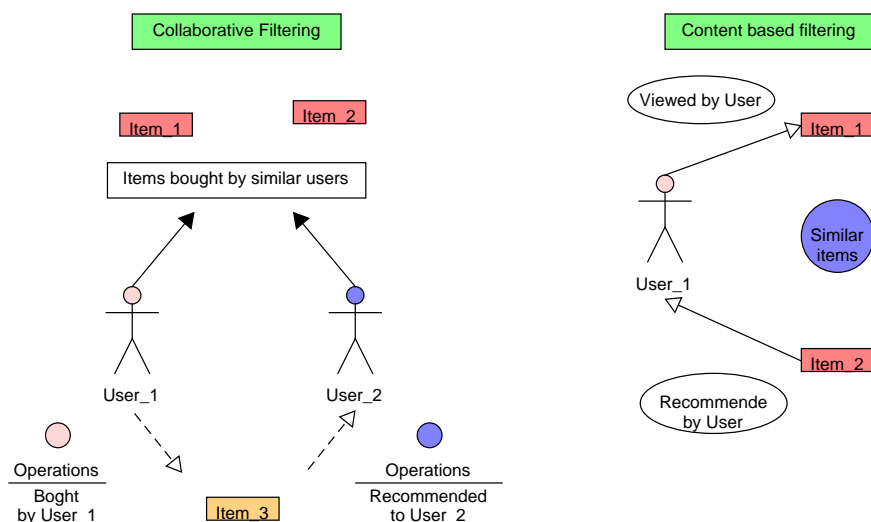 Collaborative Filtering
Item_1
Item_2
Items bought by similar users
User_1
User_2
Operations
Boght
by User_1
Item_3
Operations
Recommended
to User_2
Content based filtering
Viewed by User
Item_1
User_1
Similar
items
Item_2
Recommende
by User